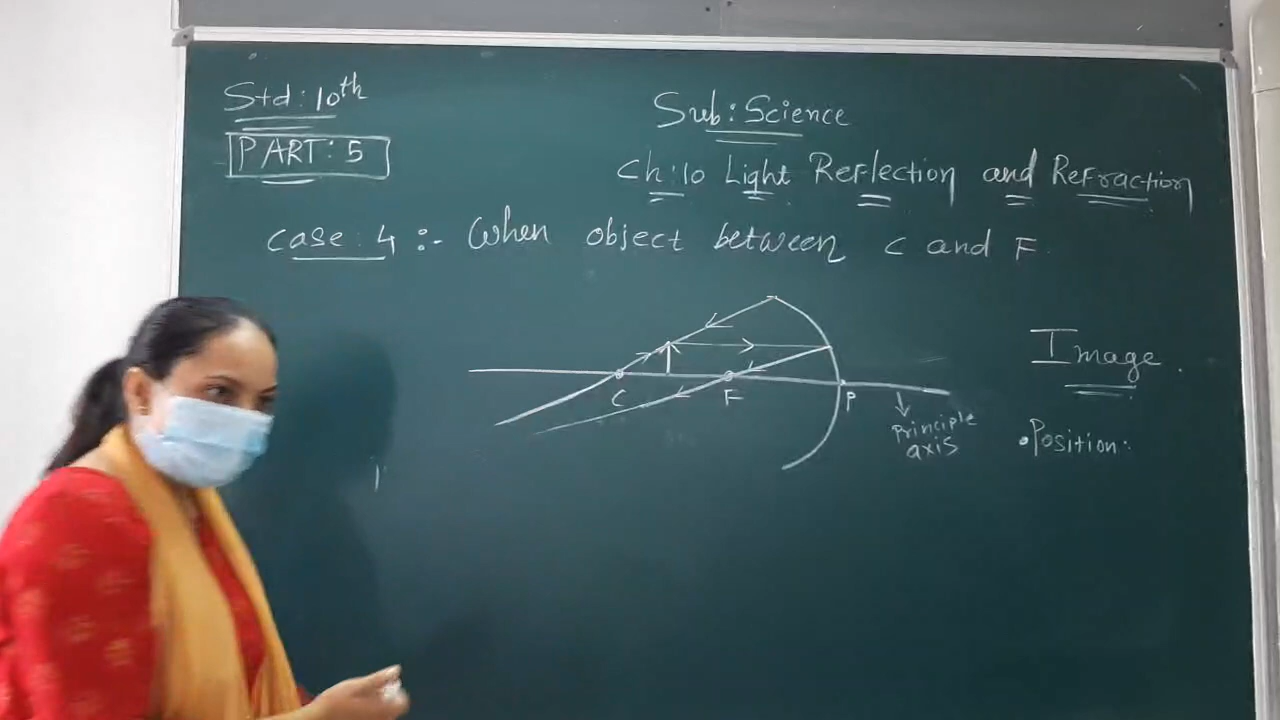 Std: 10th
PART: 5
Sub: Science
Ch: 10 Light Reflection and Refraction
case: 4 :- When object between C and F.
C
F
P
Principle
axis
Image.
•Position: